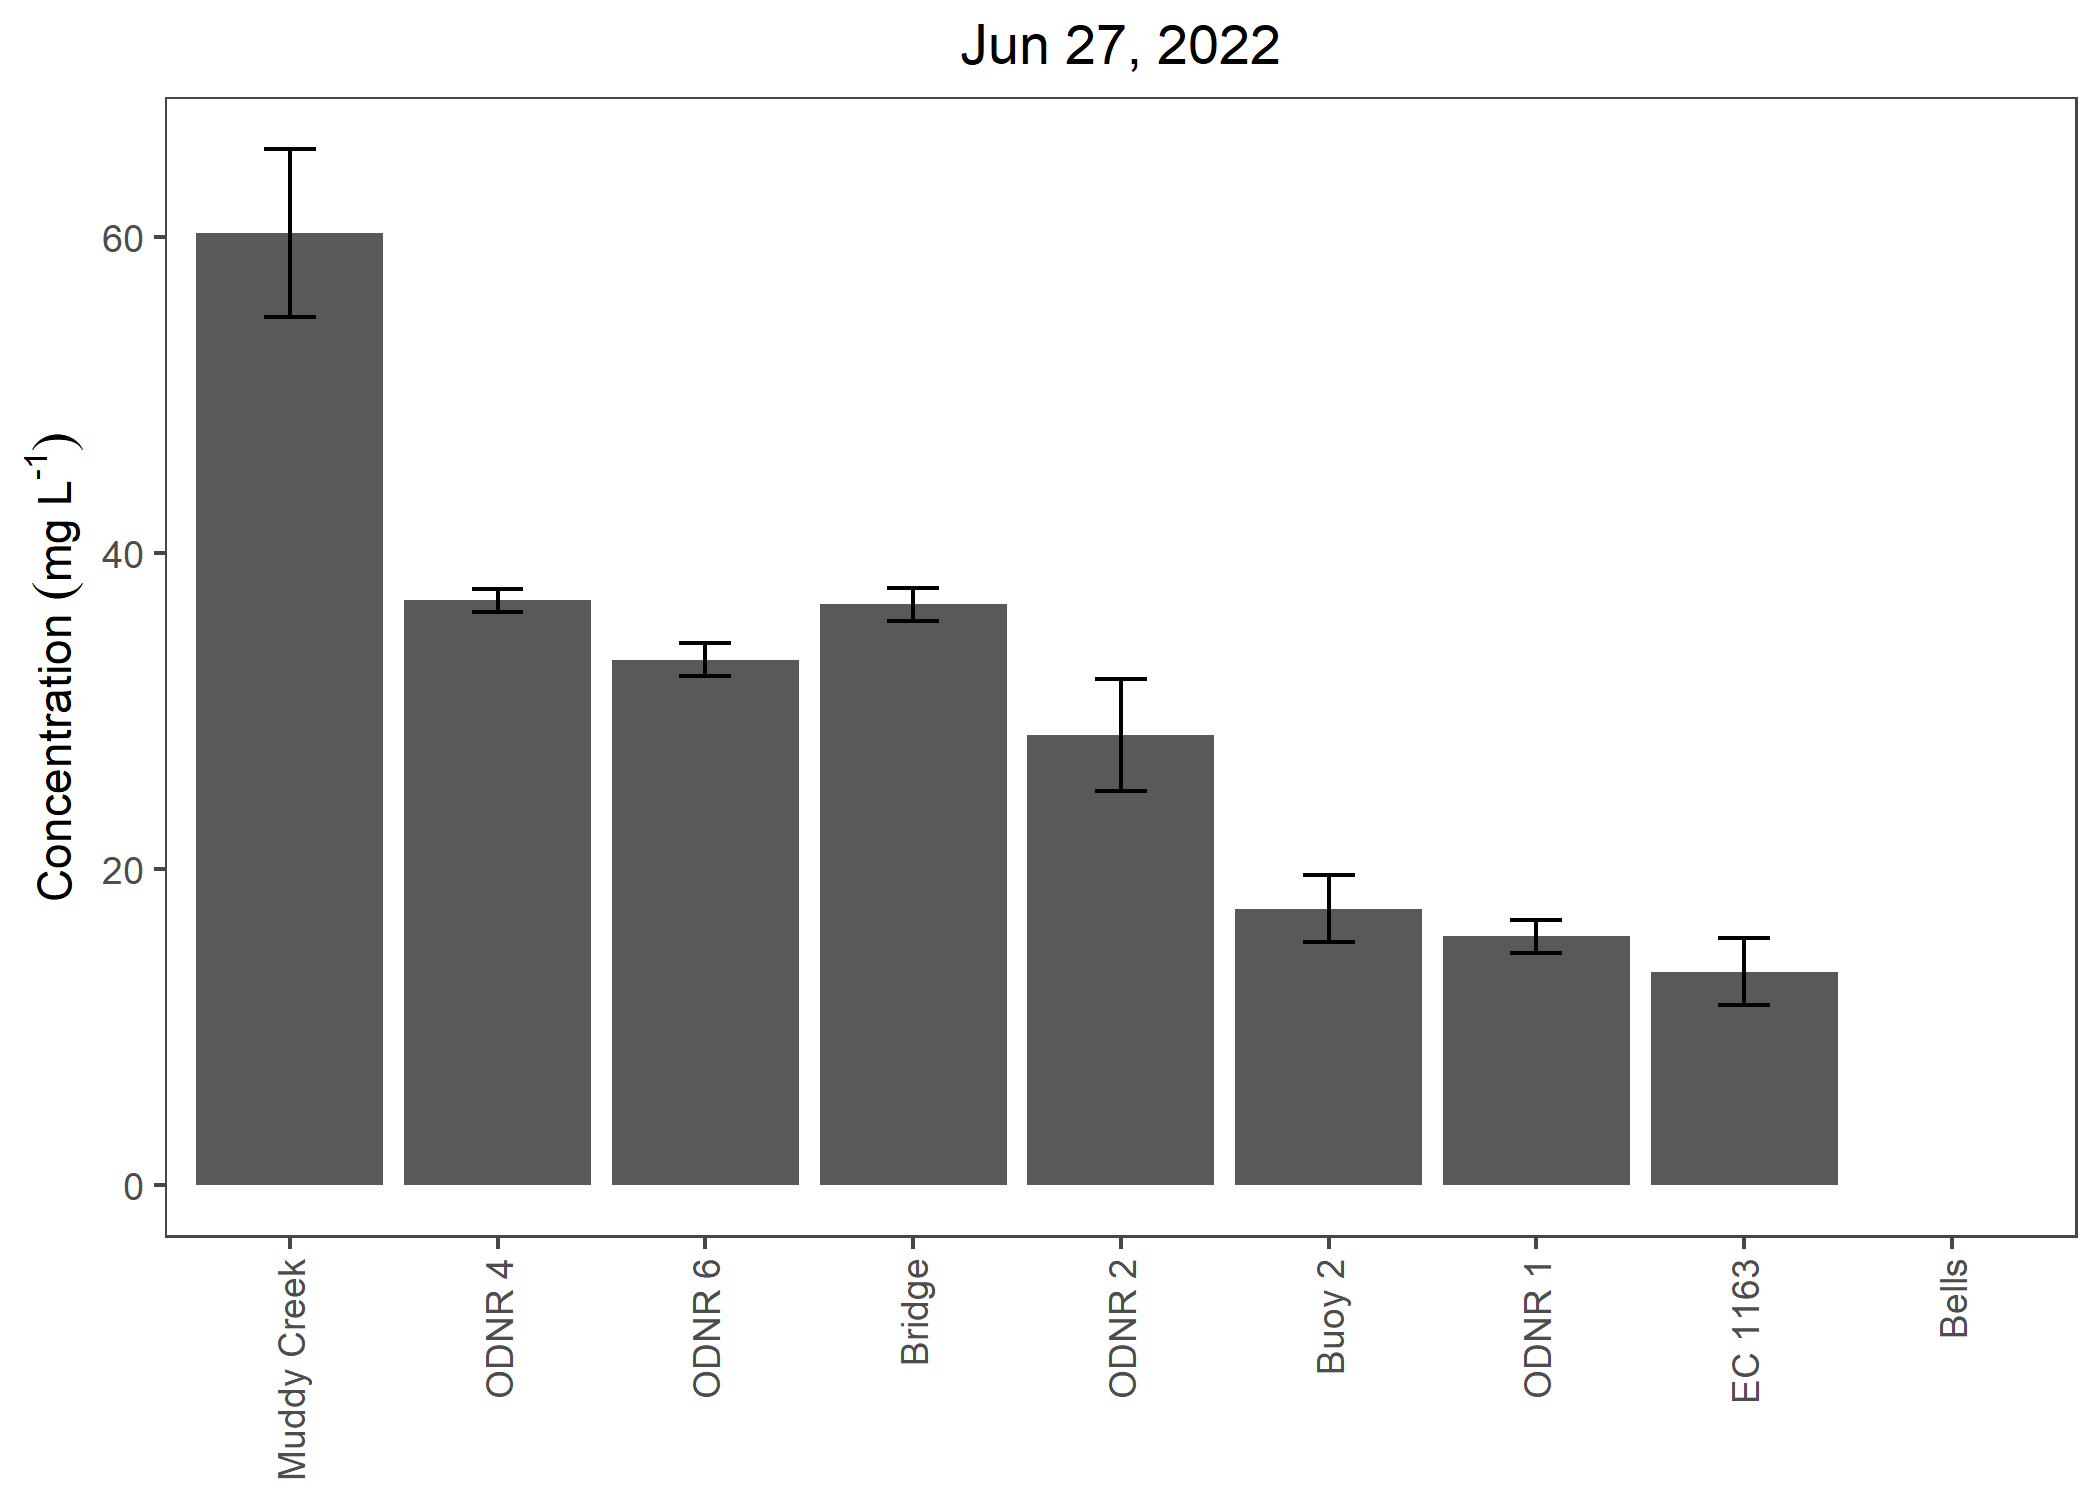 Jun 27, 2022
Concentration (mg L⁻¹)
60
40
20
0
Muddy Creek
ODNR 4
ODNR 6
Bridge
ODNR 2
Buoy 2
ODNR 1
EC 1163
Bells